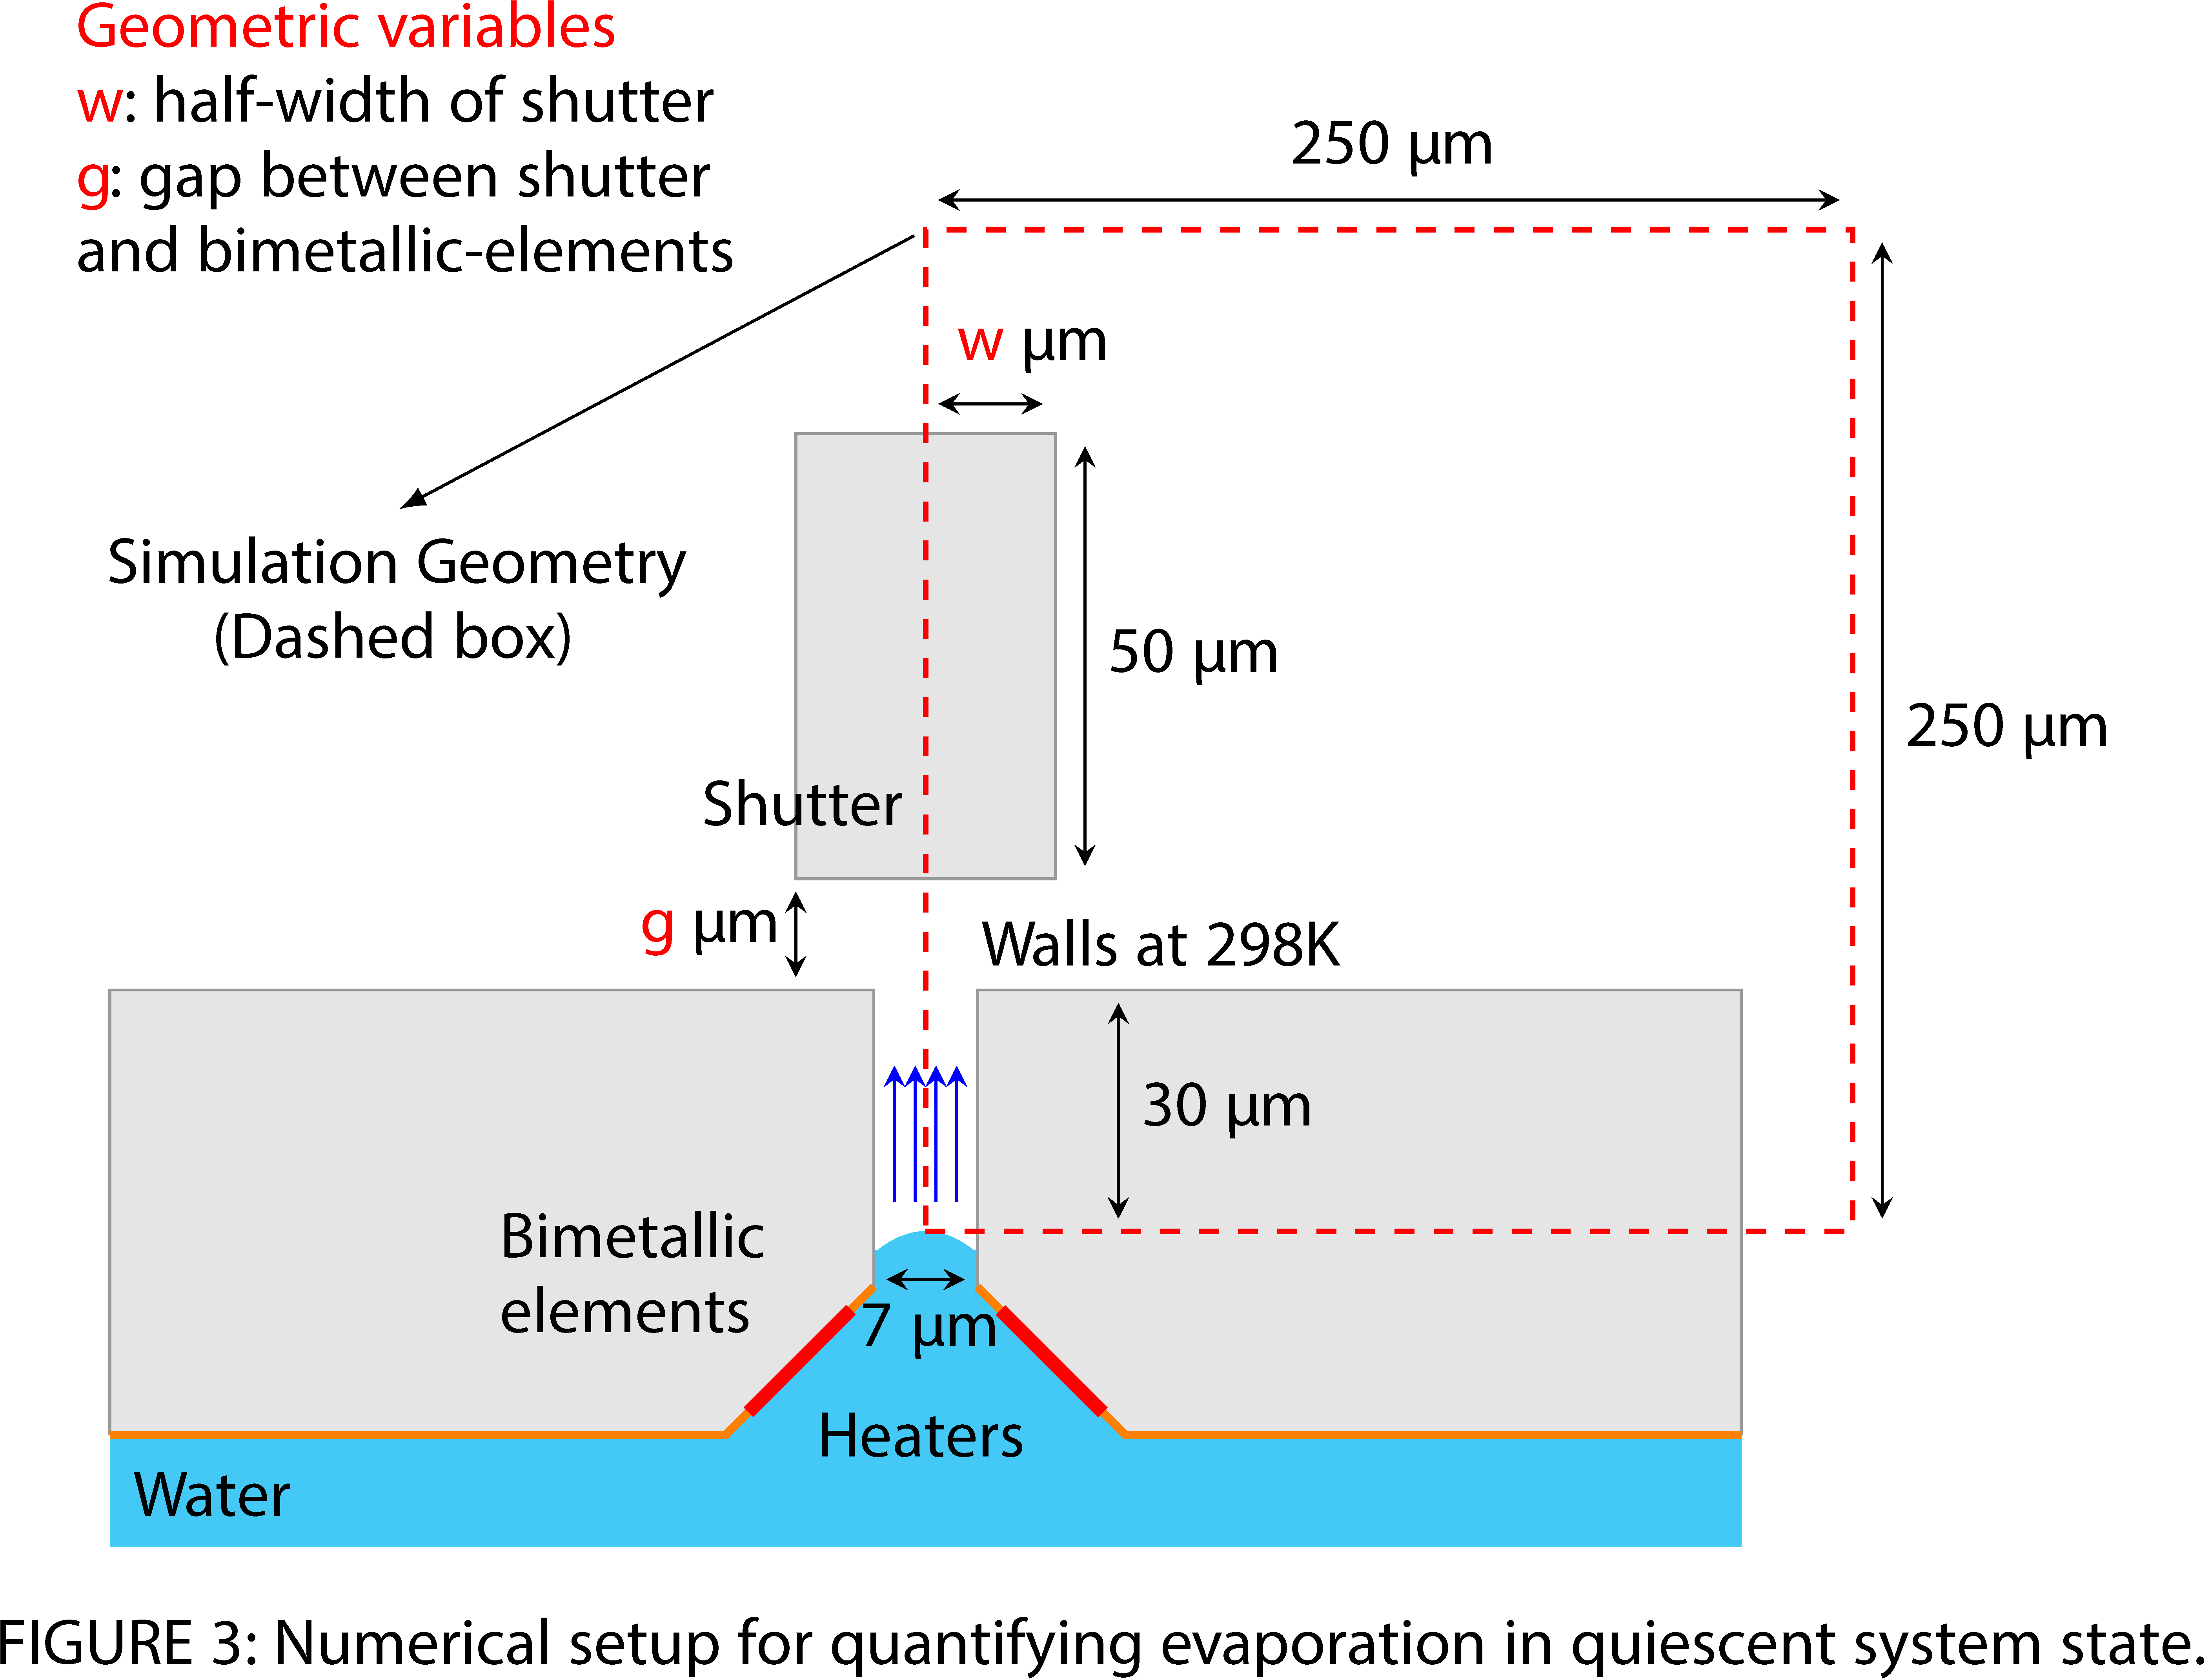 Geometric variables
w: half-width of shutter
g: gap between shutter
and bimetallic-elements
250 µm
w µm
Simulation Geometry
(Dashed box)
50 µm
250 µm
Shutter
g µm
Walls at 298K
30 µm
Bimetallic
elements
7 µm
Heaters
Water
FIGURE 3: Numerical setup for quantifying evaporation in quiescent system state.